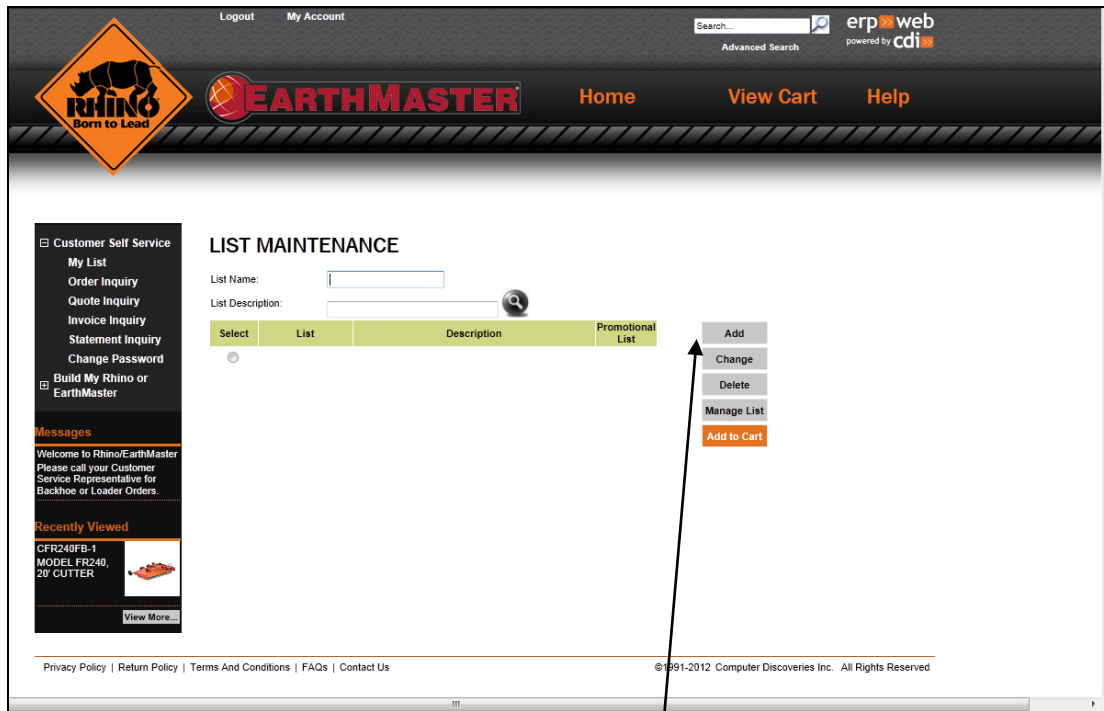 Logout My Account
Search...
Advanced Search
erp»web
powered by cdi»
RHINO
Born to Lead
EARTHMASTER
Home View Cart Help
Customer Self Service
My List
Order Inquiry
Quote Inquiry
Invoice Inquiry
Statement Inquiry
Change Password
Build My Rhino or
EarthMaster
Messages
Welcome to Rhino/EarthMaster
Please call your Customer
Service Representative for
Backhoe or Loader Orders.
Recently Viewed
CFR240FB-1
MODEL FR240,
20' CUTTER
View More...
LIST MAINTENANCE
List Name:
List Description:
Select List Description Promotional
List
Add
Change
Delete
Manage List
Add to Cart
Privacy Policy | Return Policy | Terms And Conditions | FAQs | Contact Us
©1991-2012 Computer Discoveries Inc. All Rights Reserved